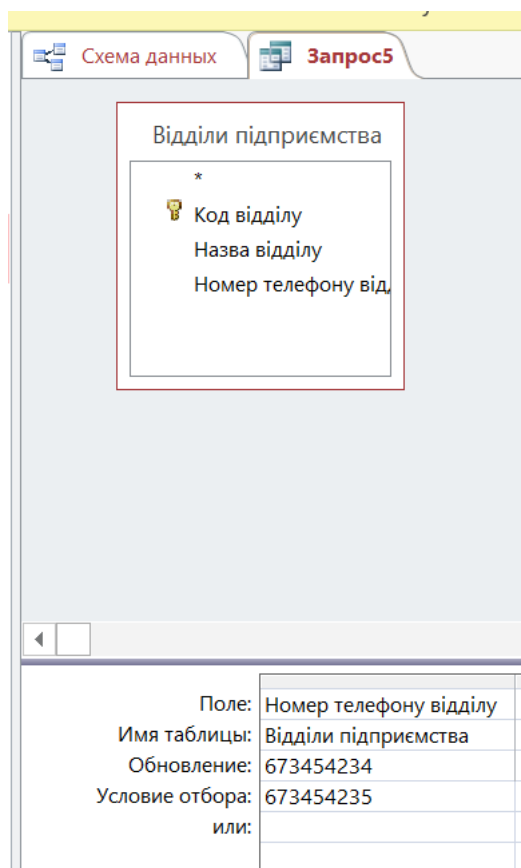 Схема данных
Запрос5
Відділи підприємства
*
Код відділу
Назва відділу
Номер телефону від
Поле: Номер телефону відділу
Имя таблицы: Відділи підприємства
Обновление: 673454234
Условие отбора: 673454235
или: